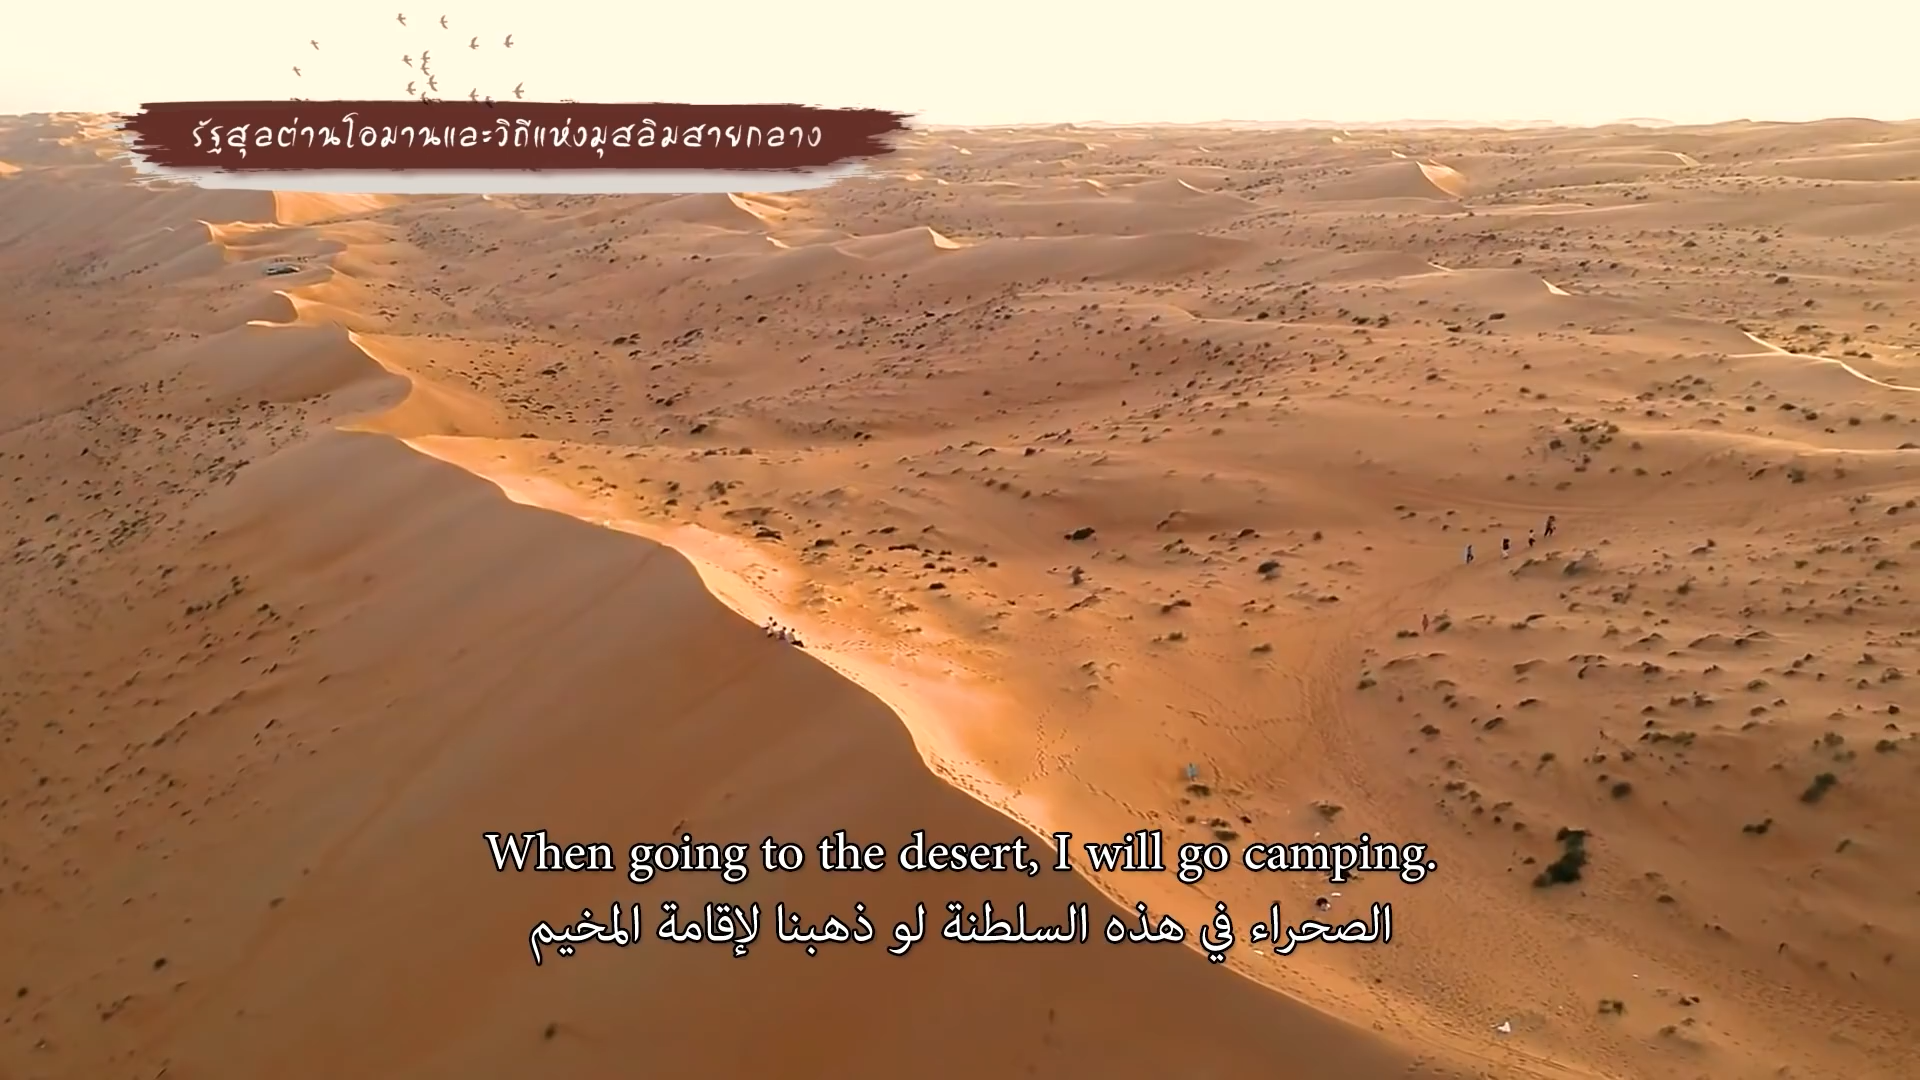 รัฐสุลต่านโอมานและวิถีแห่งมุสลิมสายกลาง
When going to the desert, I will go camping.
الصحراء في هذه السلطنة لو ذهبنا لإقامة المخيم